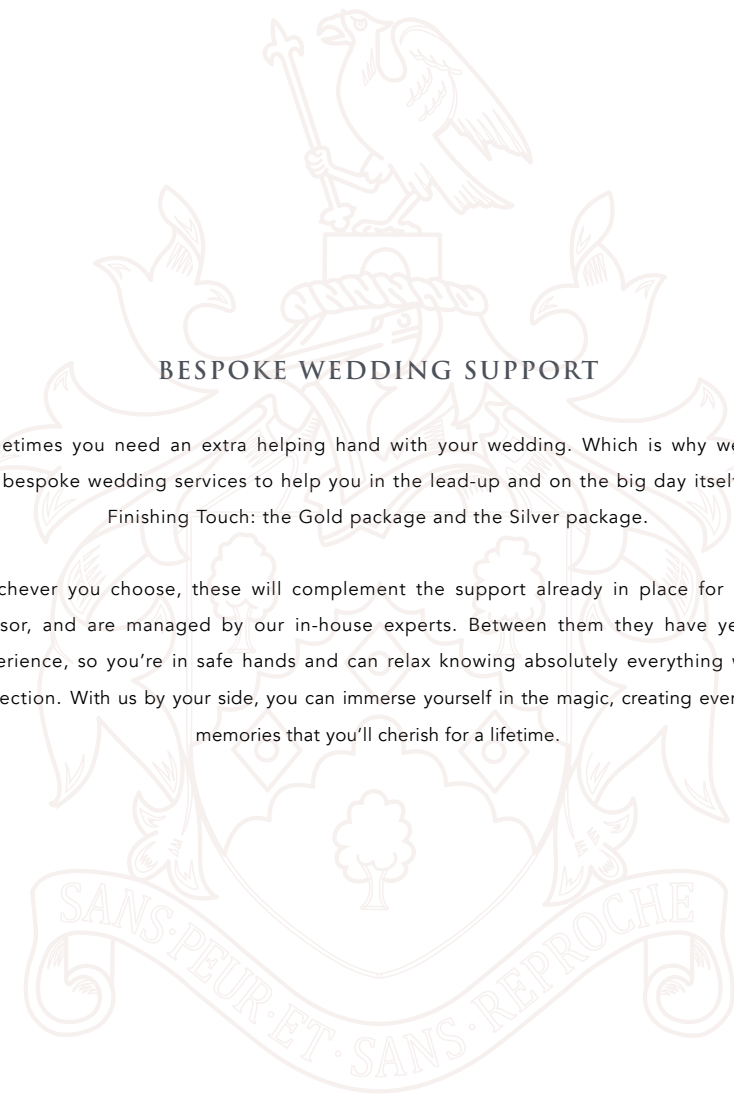 BESPOKE WEDDING SUPPORT
etimes you need an extra helping hand with your wedding. Which is why we
bespoke wedding services to help you in the lead-up and on the big day itself
Finishing Touch: the Gold package and the Silver package.
chever you choose, these will complement the support already in place for
sor, and are managed by our in-house experts. Between them they have ye
erience, so you’re in safe hands and can relax knowing absolutely everything w
ection. With us by your side, you can immerse yourself in the magic, creating ever
memories that you’ll cherish for a lifetime.
SANS·PEUR·ET·SANS·REPROCHE